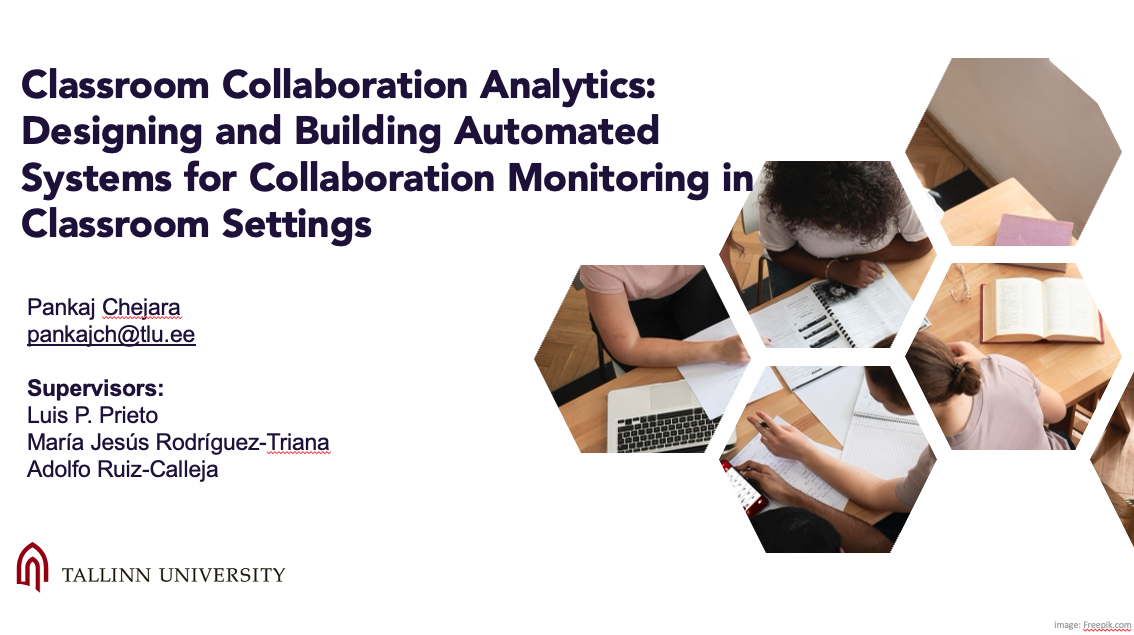 Classroom Collaboration Analytics:
Designing and Building Automated
Systems for Collaboration Monitoring in
Classroom Settings
Pankaj Chejara
pankajch@tlu.ee
Supervisors:
Luis P. Prieto
María Jesús Rodríguez-Triana
Adolfo Ruiz-Calleja
TALLINN UNIVERSITY
image: Freepik.com